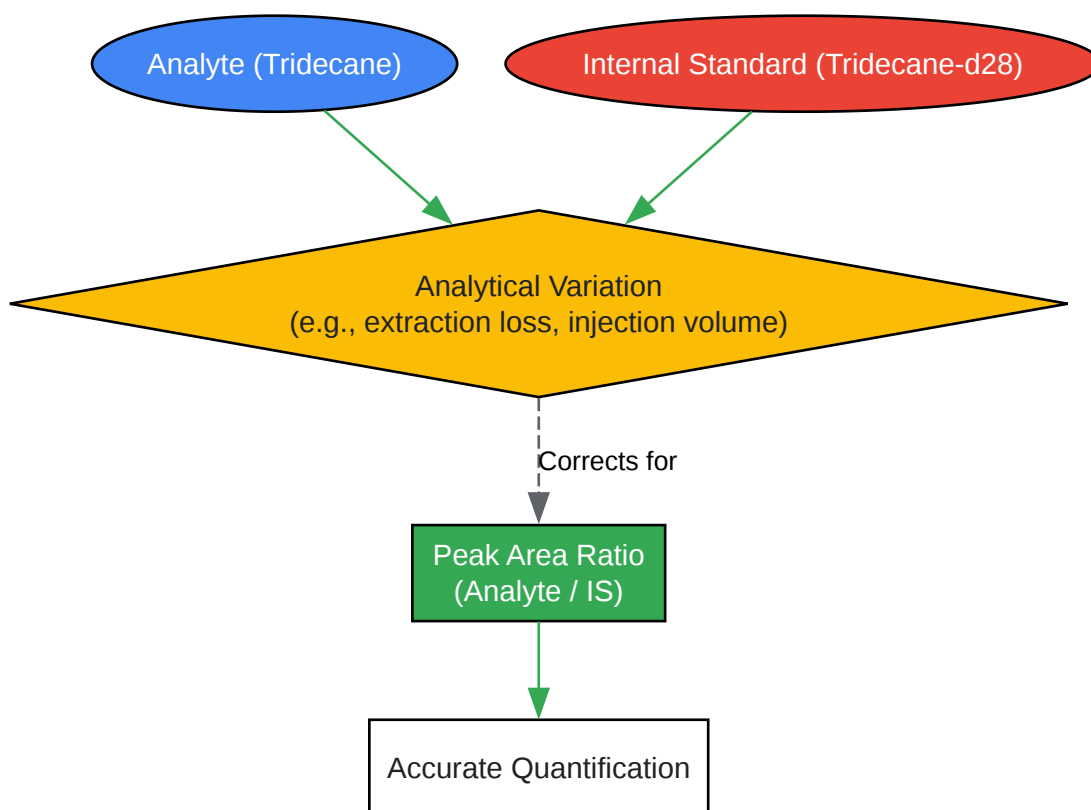 Analyte (Tridecane)
Internal Standard (Tridecane-d28)
Analytical Variation
(e.g., extraction loss, injection volume)
Corrects for
Peak Area Ratio
(Analyte / IS)
Accurate Quantification